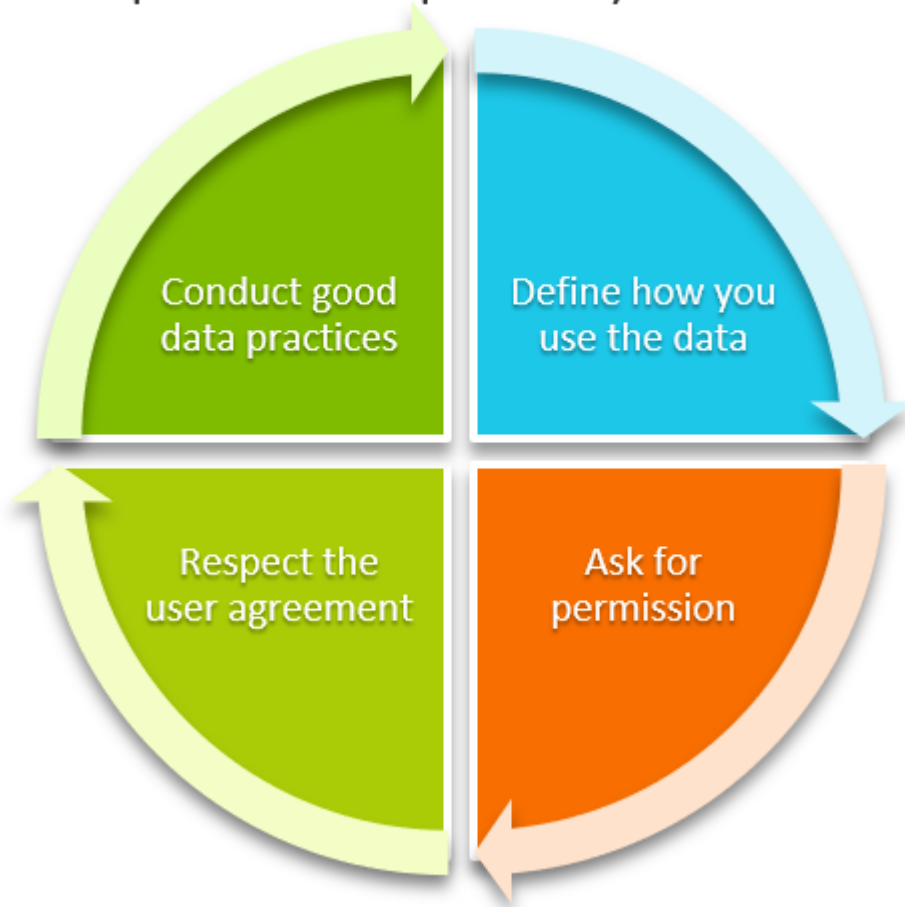 Conduct good
data practices
Define how you
use the data
Respect the
user agreement
Ask for
permission